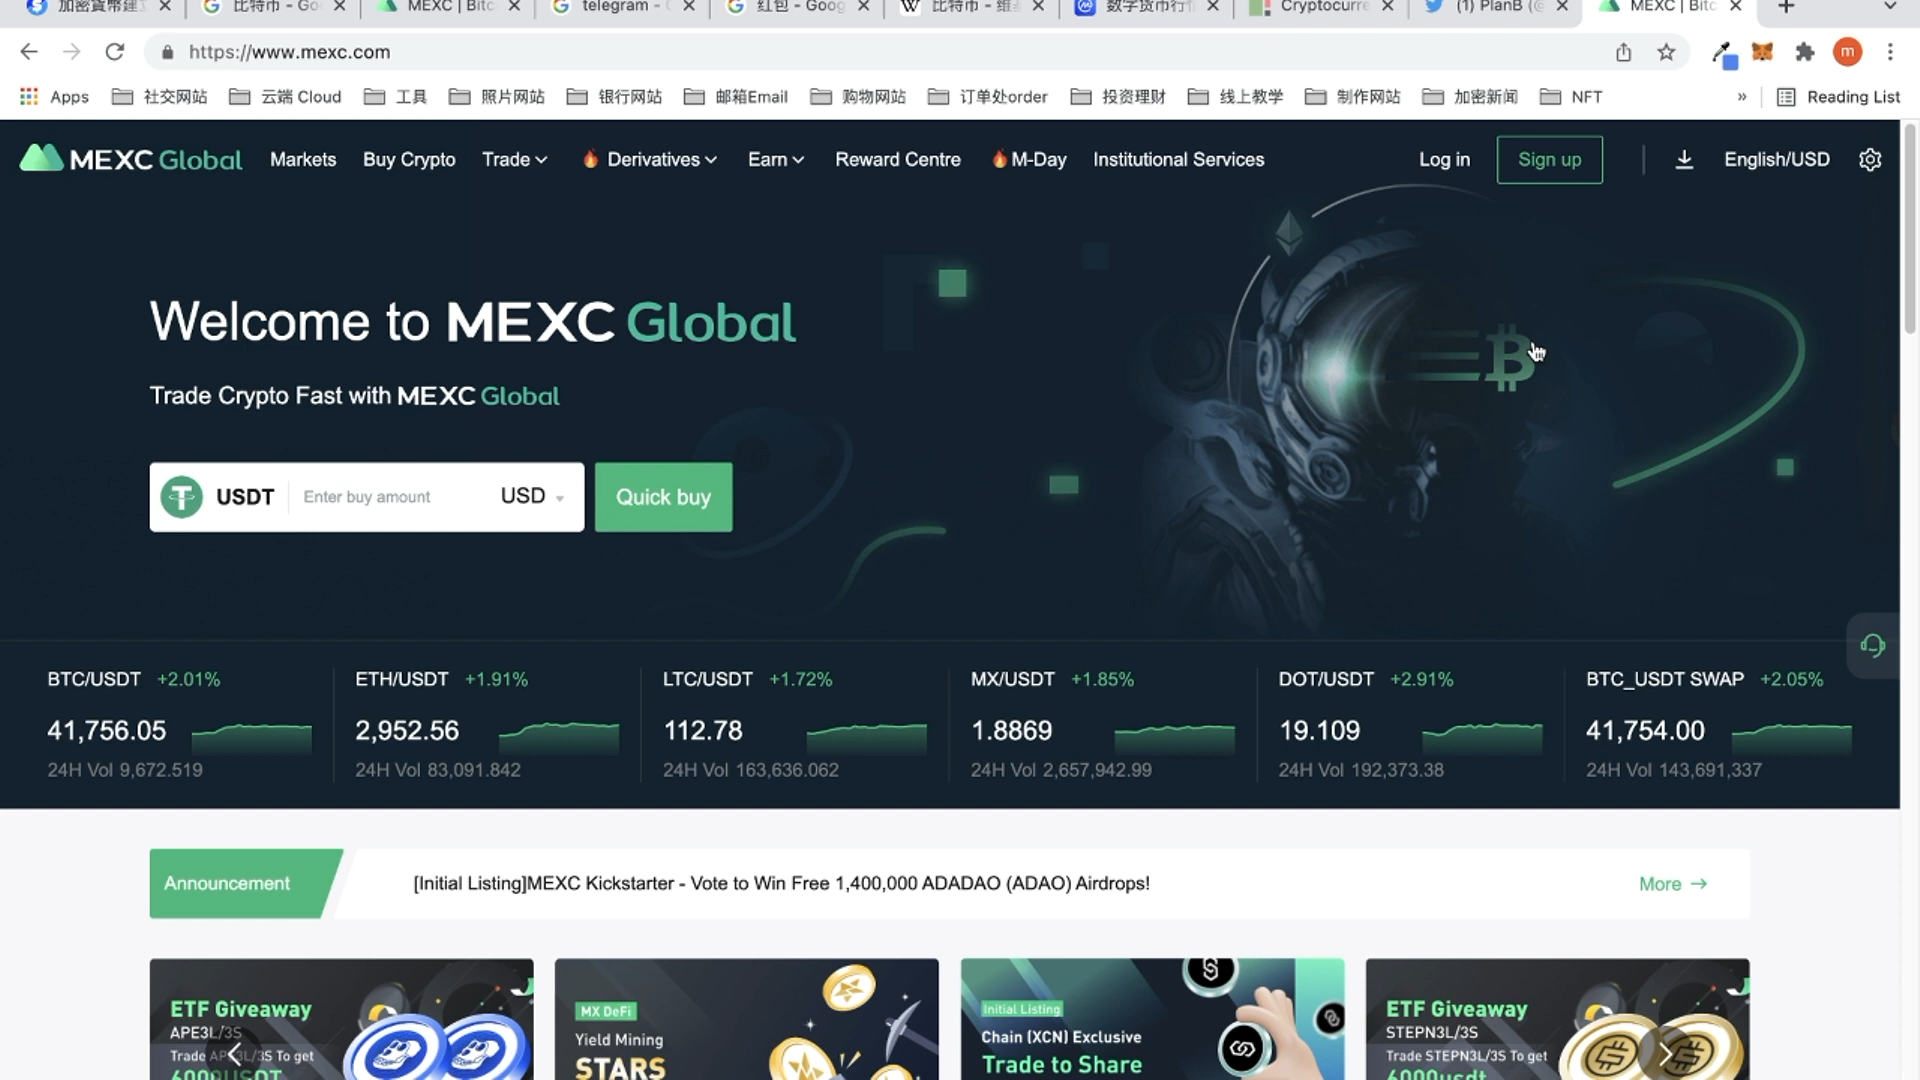 加密貨幣建立
比特币 - Go
MEXC | Bitc
telegram -
红包 - Goog
比特币 - 维
数字货币行
Cryptocurre
(1) PlanB (@
MEXC | Bitc
https://www.mexc.com
m
Apps
社交网站
云端 Cloud
工具
照片网站
银行网站
邮箱Email
购物网站
订单处order
投资理财
线上教学
制作网站
加密新闻
NFT
»
Reading List
MEXC Global
Markets
Buy Crypto
Trade
Derivatives
Earn
Reward Centre
M-Day
Institutional Services
Log in
Sign up
English/USD
Welcome to MEXC Global
Trade Crypto Fast with MEXC Global
USDT
Enter buy amount
USD
Quick buy
BTC/USDT +2.01%
41,756.05
24H Vol 9,672.519
ETH/USDT +1.91%
2,952.56
24H Vol 83,091.842
LTC/USDT +1.72%
112.78
24H Vol 163,636.062
MX/USDT +1.85%
1.8869
24H Vol 2,657,942.99
DOT/USDT +2.91%
19.109
24H Vol 192,373.38
BTC_USDT SWAP +2.05%
41,754.00
24H Vol 143,691,337
Announcement
[Initial Listing]MEXC Kickstarter - Vote to Win Free 1,400,000 ADADAO (ADAO) Airdrops!
More →
ETF Giveaway
APE3L/3S
Trade APE3L/3S To get
6000USDT
MX DeFi
Yield Mining
STARS
Initial Listing
Chain (XCN) Exclusive
Trade to Share
ETF Giveaway
STEPN3L/3S
Trade STEPN3L/3S To get
6000usdt